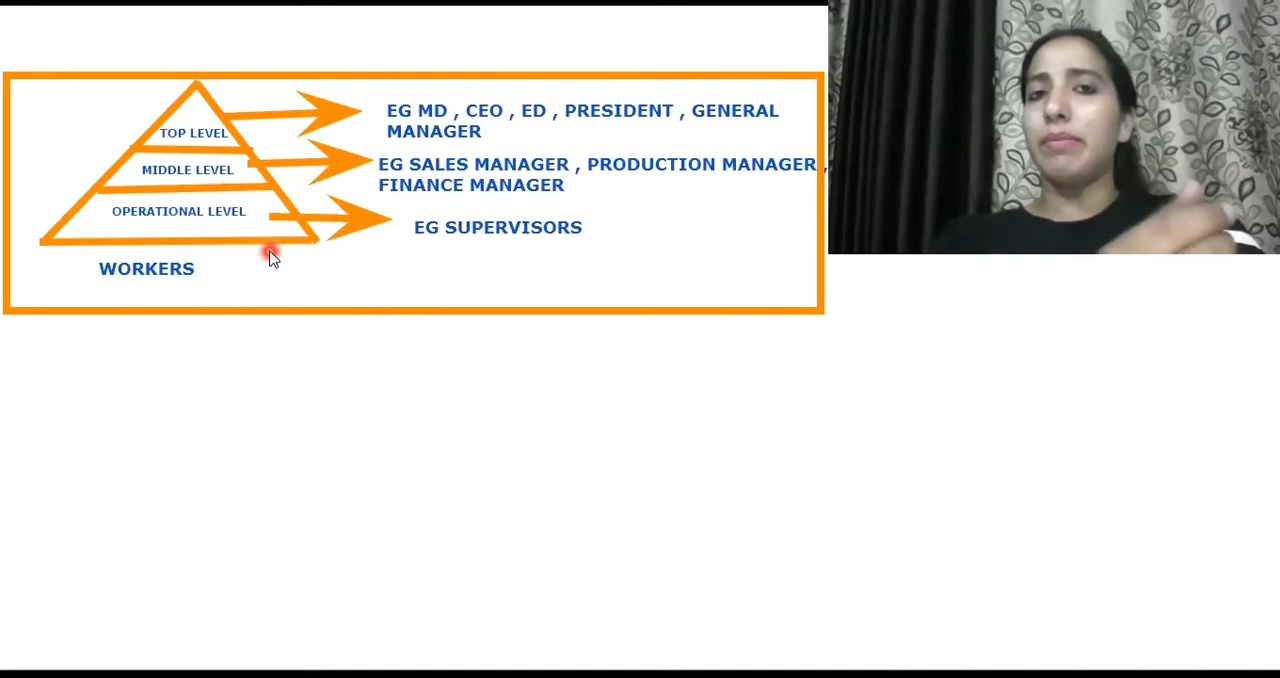 TOP LEVEL
MIDDLE LEVEL
OPERATIONAL LEVEL
WORKERS
EG MD , CEO , ED , PRESIDENT , GENERAL
MANAGER
EG SALES MANAGER , PRODUCTION MANAGER ,
FINANCE MANAGER
EG SUPERVISORS